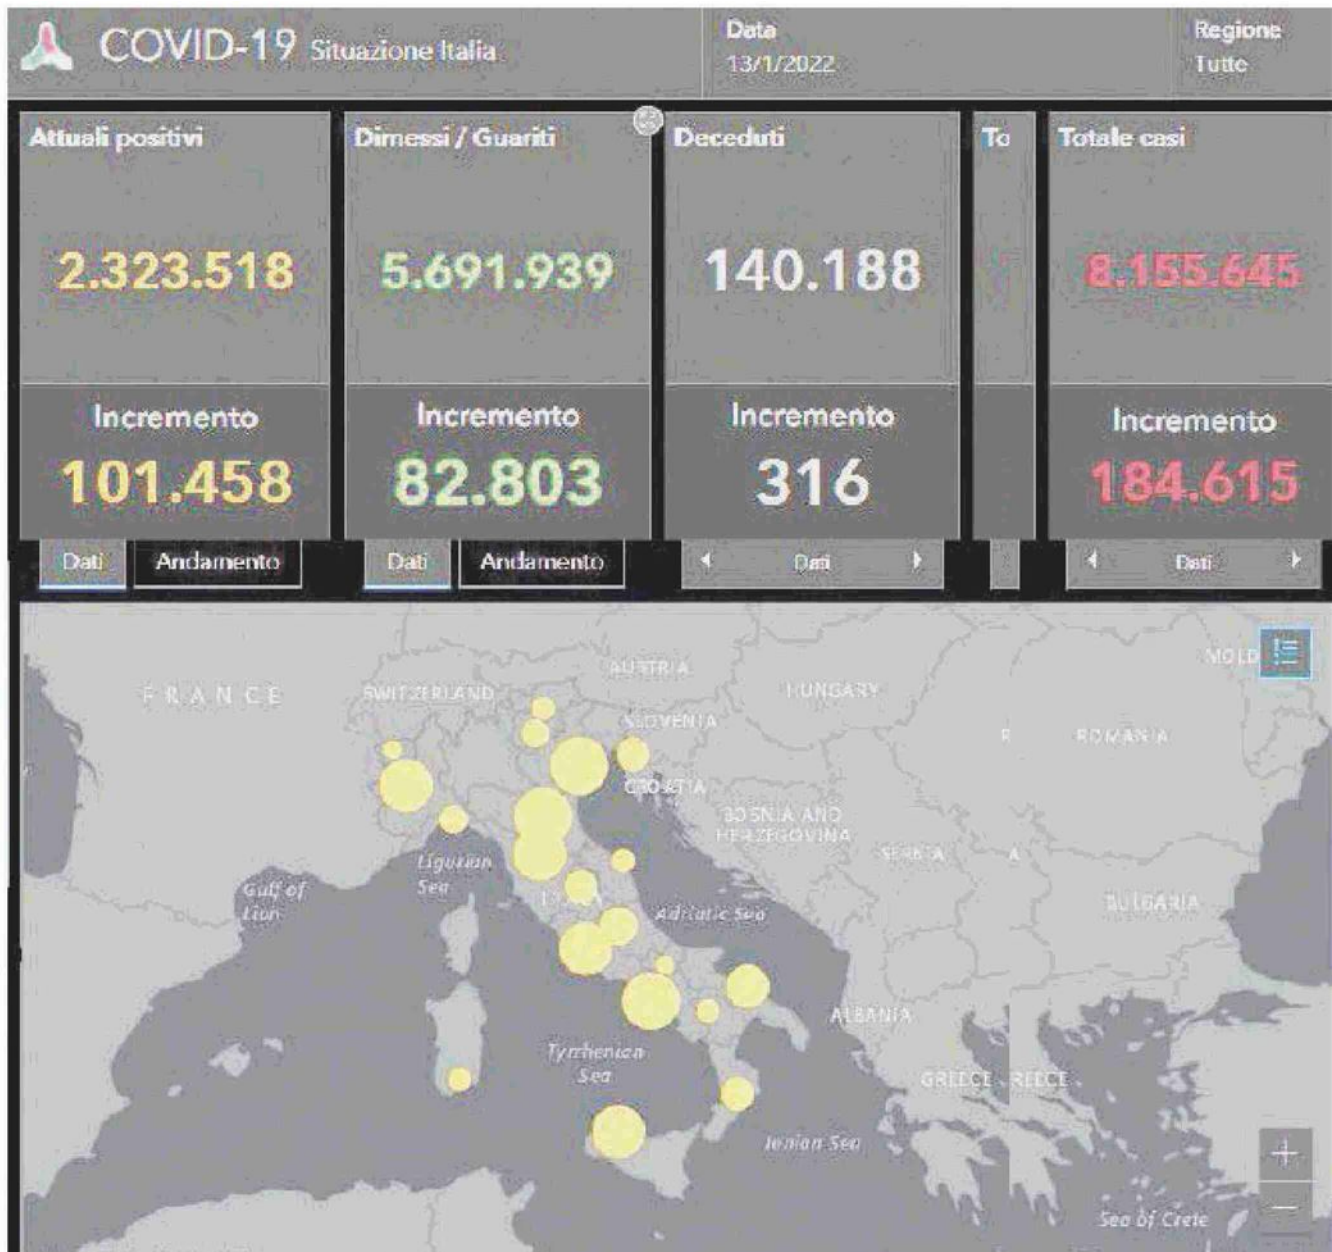 COVID-19 Situazione Italia
Data
13/1/2022
Regione
Tutte
Attuali positivi
2.323.518
Incremento
101.458
Dati
Andamento
Dimessi / Guariti
5.691.939
Incremento
82.803
Dati
Andamento
Deceduti
140.188
Incremento
316
Dati
To
Totale casi
8.155.645
Incremento
184.615
Dati
MOLD
AUSTRIA
FRANCE
SWITZERLAND
HUNGARY
SLOVENIA
R
ROMANIA
CROATIA
BOSNIA AND
HERZEGOVINA
SERBIA
A
Ligurian
Sea
Gulf of
Lion
Adriatic Sea
BULGARIA
ALBANIA
Tyrrhenian
Sea
GREECE
REECE
Ionian Sea
Sea of Crete